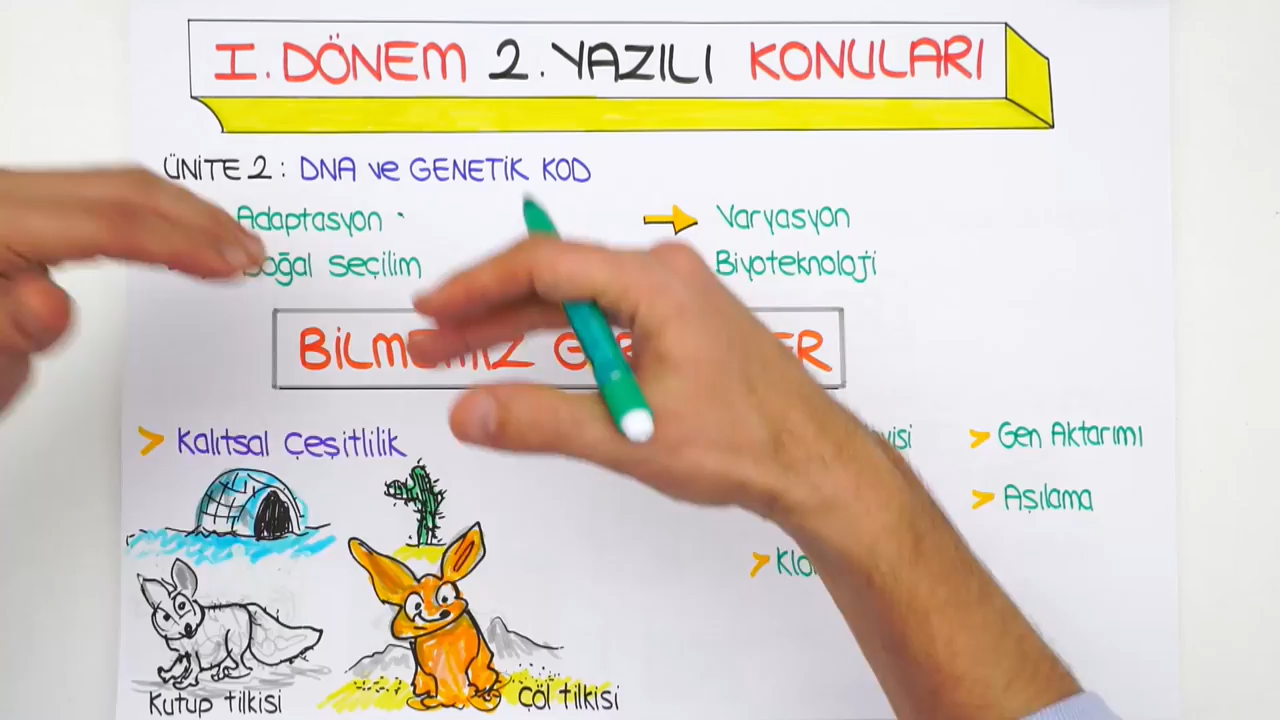 I. DÖNEM 2. YAZILI KONULARI
ÜNİTE 2 : DNA ve GENETİK KOD
Adaptasyon
Varyasyon
Seçilim
Biyoteknoloji
Kalıtsal Çeşitlilik
Gen Aktarımı
Aşılama
Kutup tilkisi
Çöl tilkisi